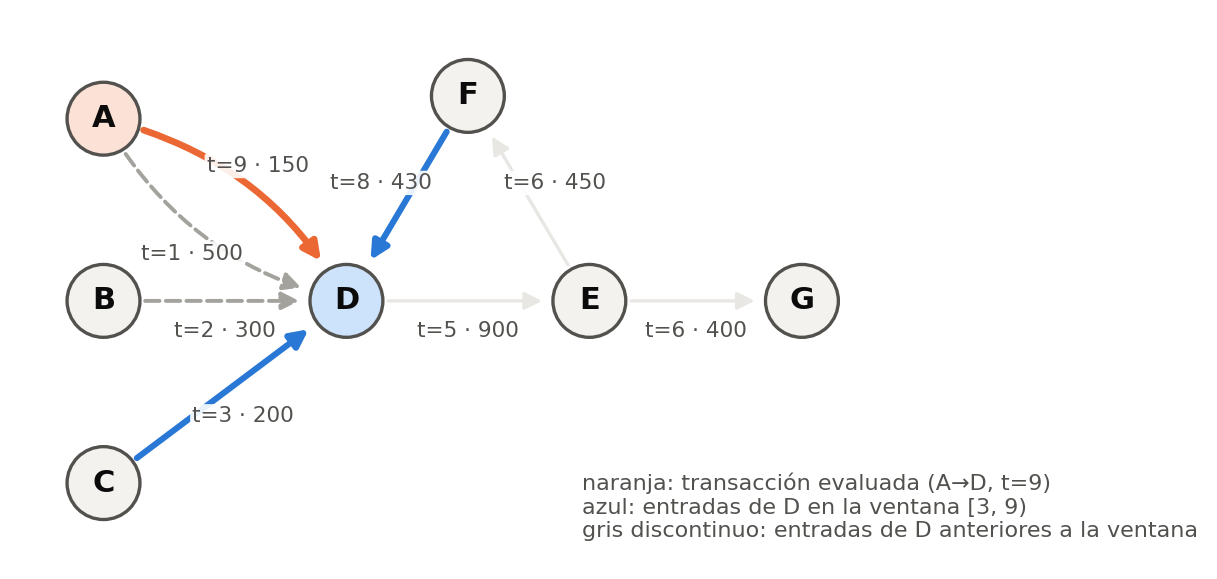 F
A
t=9 · 150
t=8 · 430
t=6 · 450
t=1 · 500
B
D
E
G
t=2 · 300
t=5 · 900
t=6 · 400
t=3 · 200
C
naranja: transacción evaluada (A→D, t=9)
azul: entradas de D en la ventana [3, 9)
gris discontinuo: entradas de D anteriores a la ventana